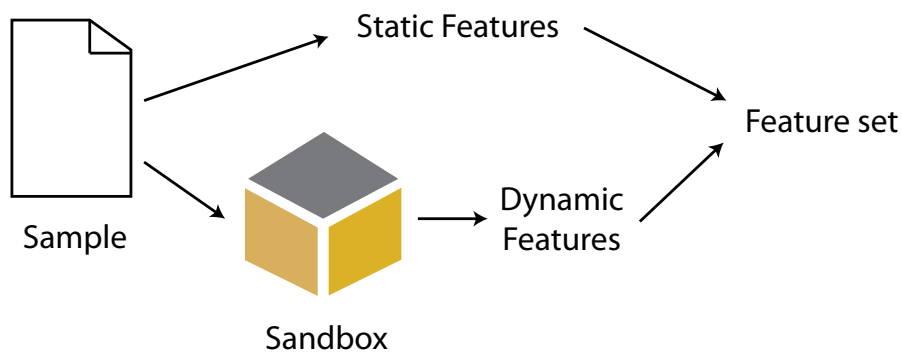 Static Features
Feature set
Dynamic
Features
Sample
Sandbox